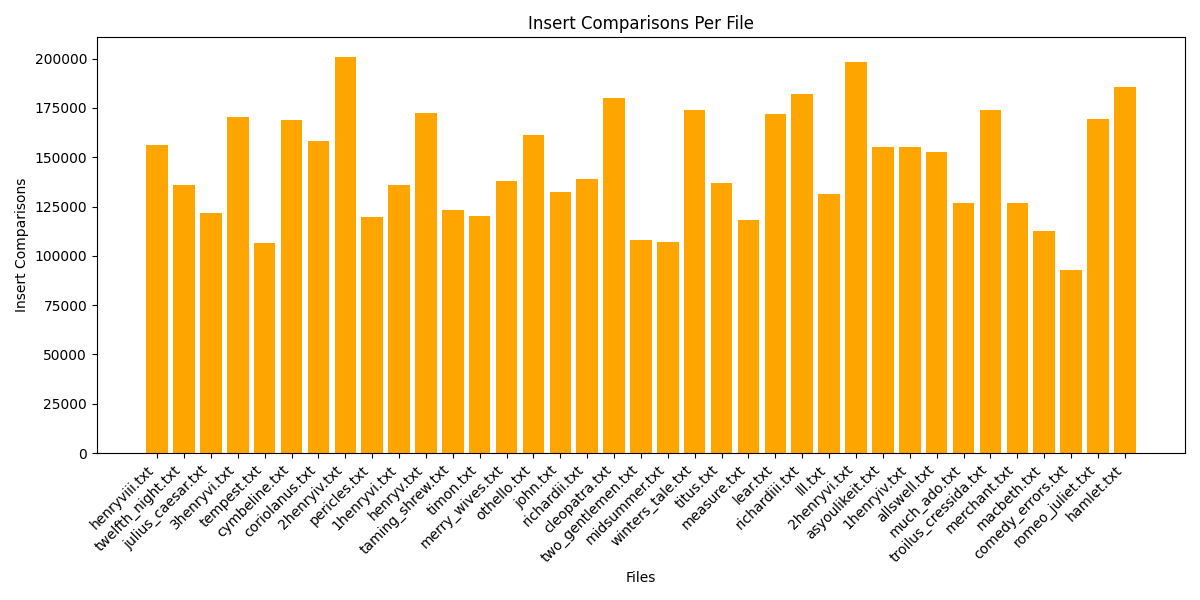 Insert Comparisons Per File
Insert Comparisons
200000
175000
150000
125000
100000
75000
50000
25000
0
henryviii.txt
twelfth_night.txt
julius_caesar.txt
3henryvi.txt
tempest.txt
cymbeline.txt
coriolanus.txt
2henryiv.txt
pericles.txt
1henryvi.txt
henryv.txt
taming_shrew.txt
timon.txt
merry_wives.txt
othello.txt
john.txt
richardii.txt
cleopatra.txt
two_gentlemen.txt
midsummer.txt
winters_tale.txt
titus.txt
measure.txt
lear.txt
richardiii.txt
lll.txt
2henryvi.txt
asyoulikeit.txt
1henryiv.txt
allswell.txt
much_ado.txt
troilus_cressida.txt
merchant.txt
macbeth.txt
comedy_errors.txt
romeo_juliet.txt
hamlet.txt
Files